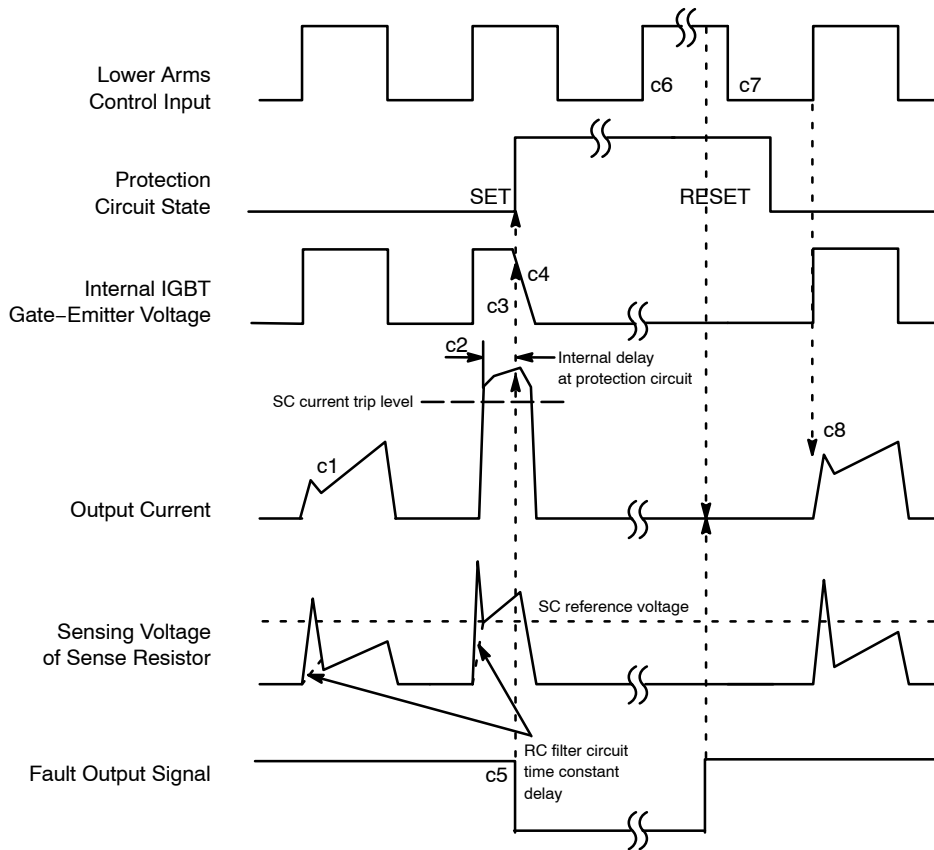 Lower Arms
Control Input
c6
c7
Protection
Circuit State
SET
RESET
Internal IGBT
Gate−Emitter Voltage
c3
c4
c2
Internal delay
at protection circuit
SC current trip level
c1
c8
Output Current
SC reference voltage
Sensing Voltage
of Sense Resistor
RC filter circuit
time constant
delay
Fault Output Signal
c5